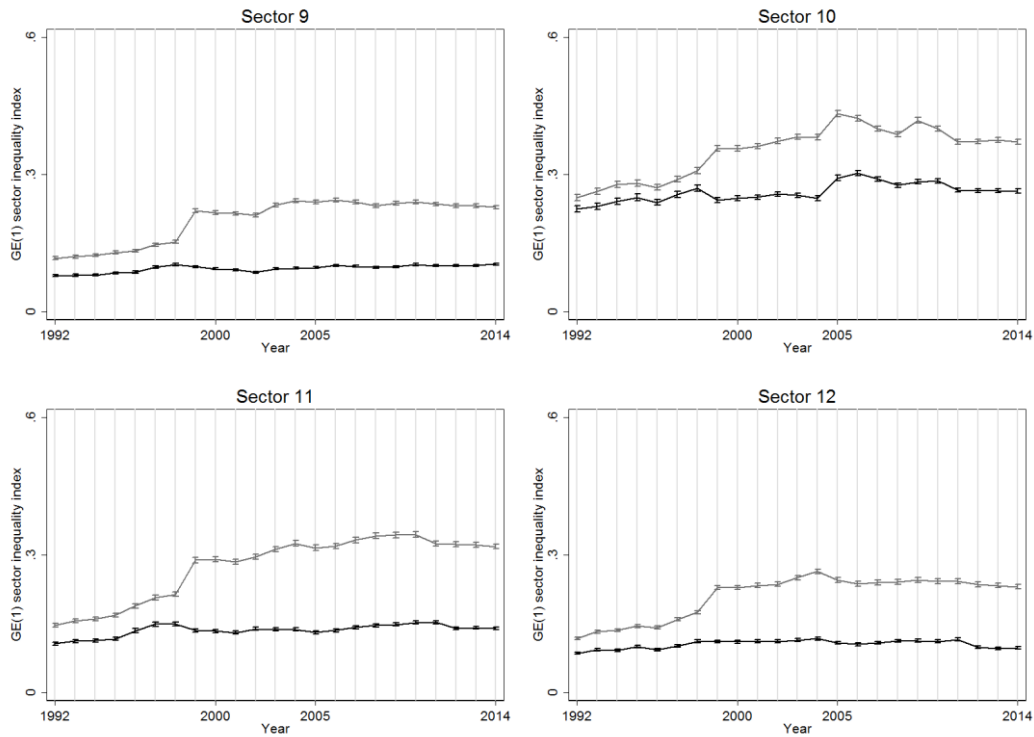 Sector 9
GE(1) sector inequality index
.6
.3
0
1992
2000
2005
2014
Year
Sector 10
GE(1) sector inequality index
.6
.3
0
1992
2000
2005
2014
Year
Sector 11
GE(1) sector inequality index
.6
.3
0
1992
2000
2005
2014
Year
Sector 12
GE(1) sector inequality index
.6
.3
0
1992
2000
2005
2014
Year